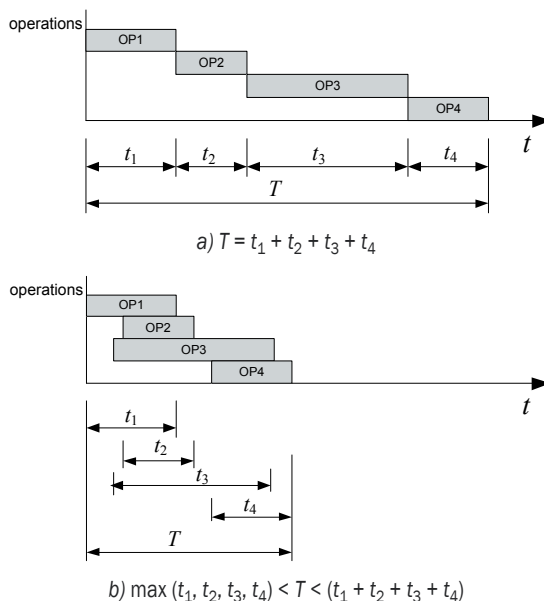 operations
OP1
OP2
OP3
OP4
t
t₁ t₂ t₃ t₄
T
a) T = t₁ + t₂ + t₃ + t₄
operations
OP1
OP2
OP3
OP4
t
t₁
t₂
t₃
t₄
T
b) max (t₁, t₂, t₃, t₄) < T < (t₁ + t₂ + t₃ + t₄)